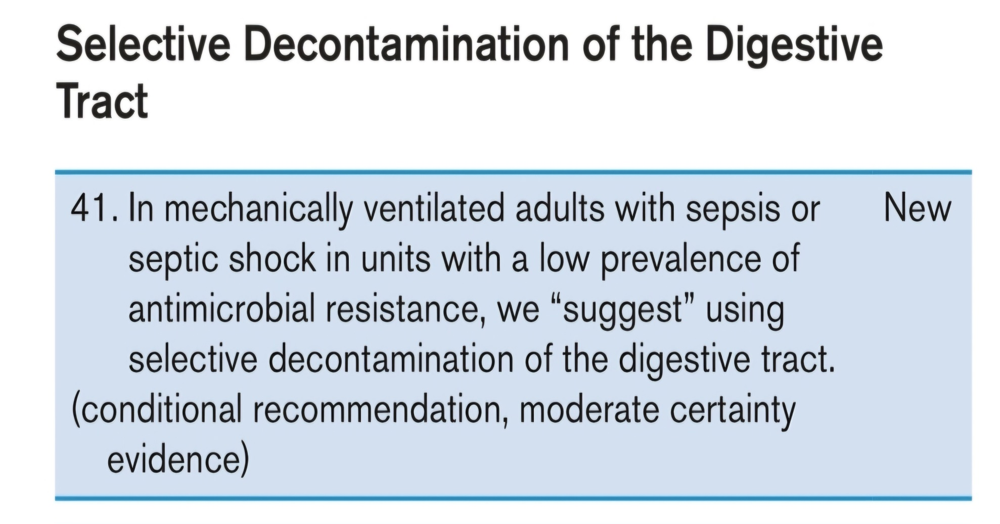 Selective Decontamination of the Digestive
Tract
41. In mechanically ventilated adults with sepsis or New
septic shock in units with a low prevalence of
antimicrobial resistance, we “suggest” using
selective decontamination of the digestive tract.
(conditional recommendation, moderate certainty
evidence)